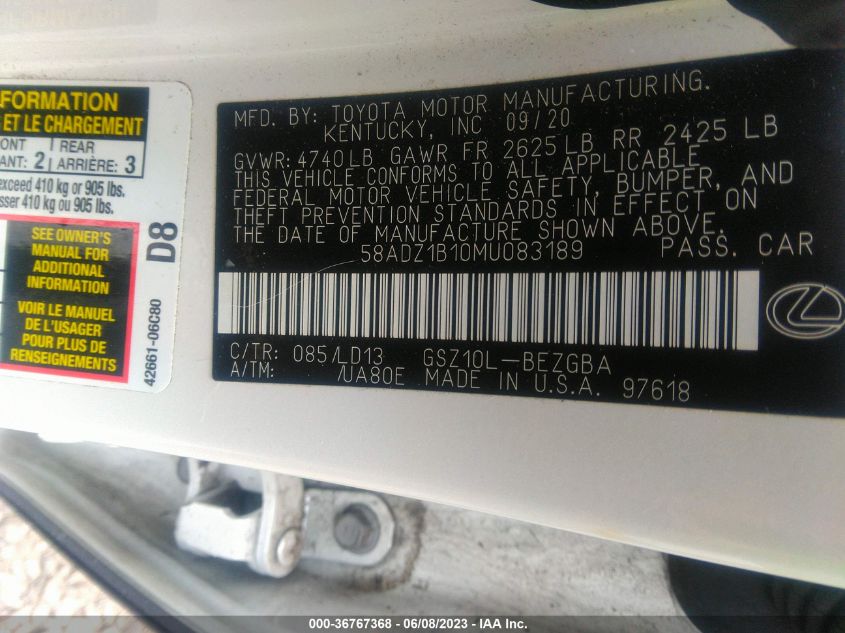 FORMATION
ET LE CHARGEMENT
ONT REAR
ANT: 2 ARRIÈRE: 3
exceed 410 kg or 905 lbs.
sser 410 kg ou 905 lbs.
SEE OWNER'S
MANUAL FOR
ADDITIONAL
INFORMATION
VOIR LE MANUEL
DE L'USAGER
POUR PLUS DE
RENSEIGNEMENTS
D8
42661-06C80
MFD. BY: TOYOTA MOTOR MANUFACTURING.
KENTUCKY, INC 09/20
GVWR: 4740LB GAWR FR 2625LB RR 2425 LB
THIS VEHICLE CONFORMS TO ALL APPLICABLE
FEDERAL MOTOR VEHICLE SAFETY, BUMPER, AND
THEFT PREVENTION STANDARDS IN EFFECT ON
THE DATE OF MANUFACTURE SHOWN ABOVE.
58ADZ1B10MU083189 PASS. CAR
C/TR: 085/LD13 GSZ10L-BEZGBA
A/TM: /UA80E MADE IN U.S.A. 97618
000-36767368 - 06/08/2023 - IAA Inc.